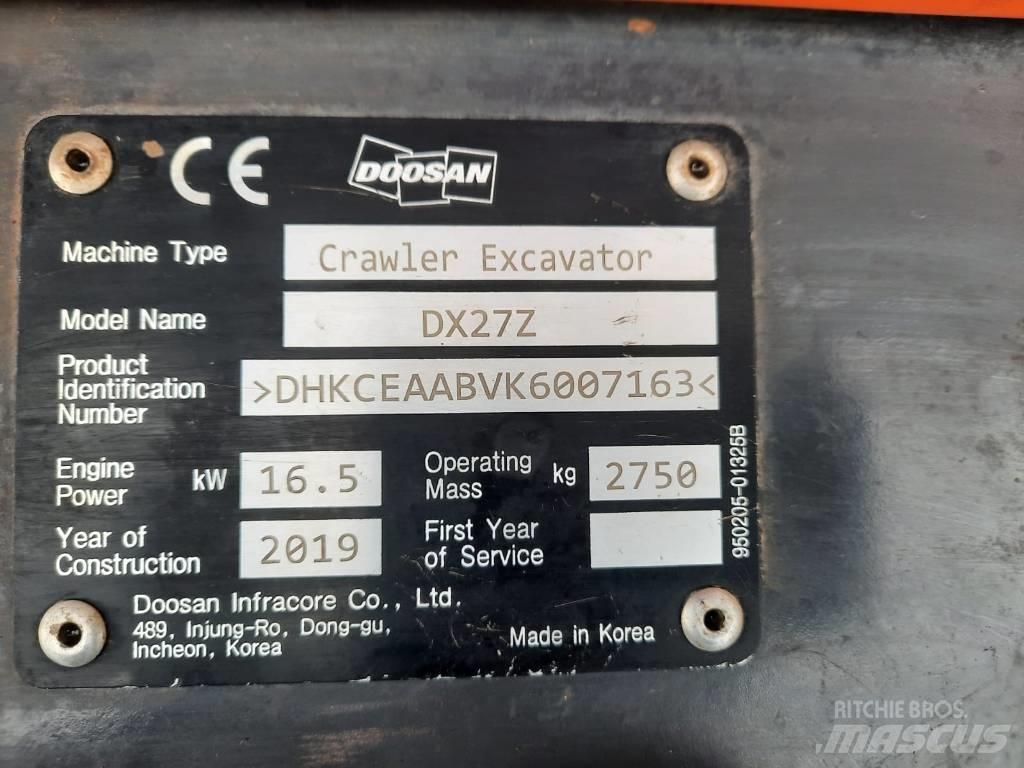 CE DOOSAN
Machine Type Crawler Excavator
Model Name DX27Z
Product
Identification
Number >DHKCEAABVK6007163<
Engine
Power kW 16.5
Operating
Mass kg 2750
Year of
Construction 2019
First Year
of Service
950205-01325B
Doosan Infracore Co., Ltd.
489, Injung-Ro, Dong-gu,
Incheon, Korea
Made in Korea
RITCHIE BROS.
MASCUS